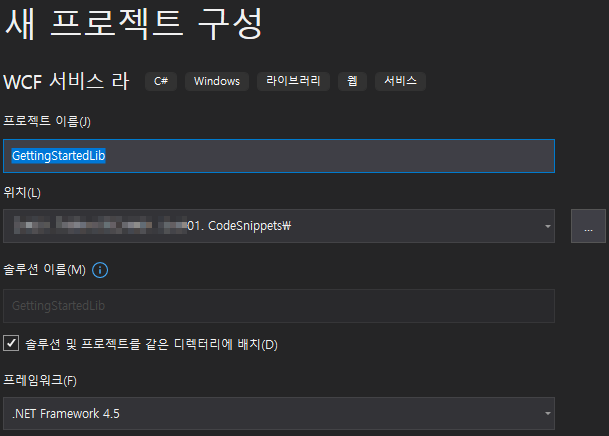 새 프로젝트 구성
WCF 서비스 라 C# Windows 라이브러리 웹 서비스
프로젝트 이름(J)
GettingStartedLib
위치(L)
01. CodeSnippets₩ ...
솔루션 이름(M)
GettingStartedLib
솔루션 및 프로젝트를 같은 디렉터리에 배치(D)
프레임워크(F)
.NET Framework 4.5